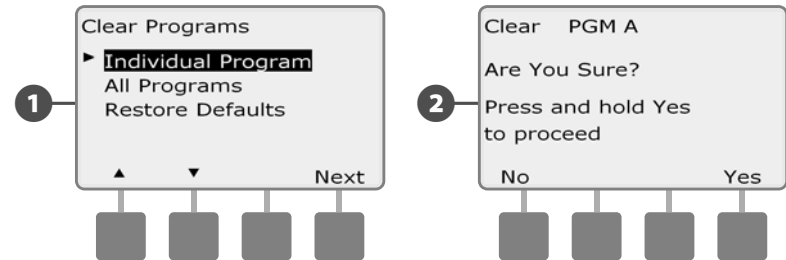 Clear Programs
► Individual Program
All Programs
Restore Defaults
▲ ▼ Next
1
Clear PGM A
Are You Sure?
Press and hold Yes
to proceed
No Yes
2